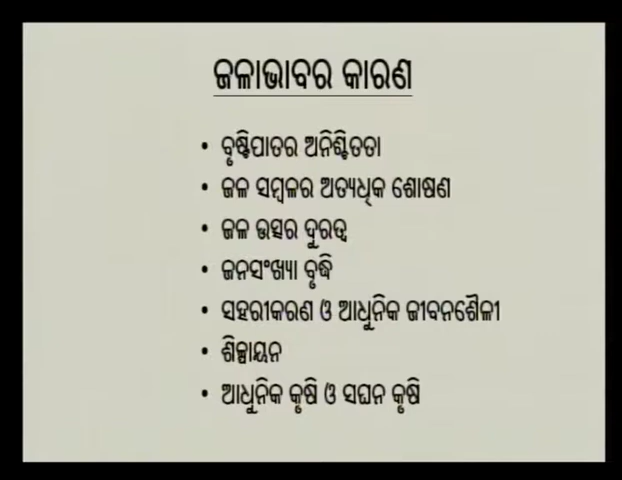 ଜଳାଭାବର କାରଣ
• ବୃଷ୍ଟିପାତର ଅନିଶ୍ଚିତତା
• ଜଳ ସମ୍ବଳର ଅତ୍ୟଧିକ ଶୋଷଣ
• ଜଳ ଉତ୍ସର ଦୁରତ୍ଵ
• ଜନସଂଖ୍ୟା ବୃଦ୍ଧି
• ସହରୀକରଣ ଓ ଆଧୁନିକ ଜୀବନଶୈଳୀ
• ଶିଳ୍ପାୟନ
• ଆଧୁନିକ କୃଷି ଓ ସଘନ କୃଷି